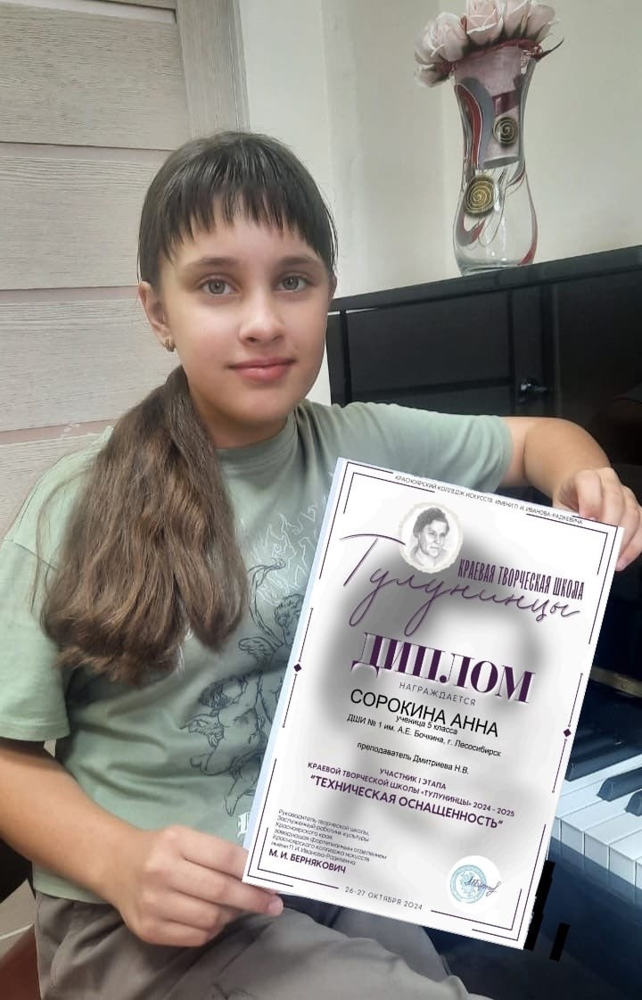 КРАСНОЯРСКИЙ КОЛЛЕДЖ ИСКУССТВ ИМЕНИ П. И. ИВАНОВА-РАДКЕВИЧА
КРАЕВАЯ ТВОРЧЕСКАЯ ШКОЛА
Тулунинцы
ДИПЛОМ
НАГРАЖДАЕТСЯ
СОРОКИНА АННА
ученица 5 класса
ДШИ № 1 им. А.Е. Бочкина, г. Лесосибирск
преподаватель Дмитриева Н.В.
УЧАСТНИК I ЭТАПА
КРАЕВОЙ ТВОРЧЕСКОЙ ШКОЛЫ «ТУЛУНИНЦЫ» 2024 - 2025
"ТЕХНИЧЕСКАЯ ОСНАЩЕННОСТЬ"
Руководитель творческой школы,
Заслуженный работник культуры
Красноярского края,
заведующая фортепианным отделением
Красноярского колледжа искусств
имени П.И.Иванова-Радкевича
М. И. БЕРНЯКОВИЧ
26-27 ОКТЯБРЯ 2024